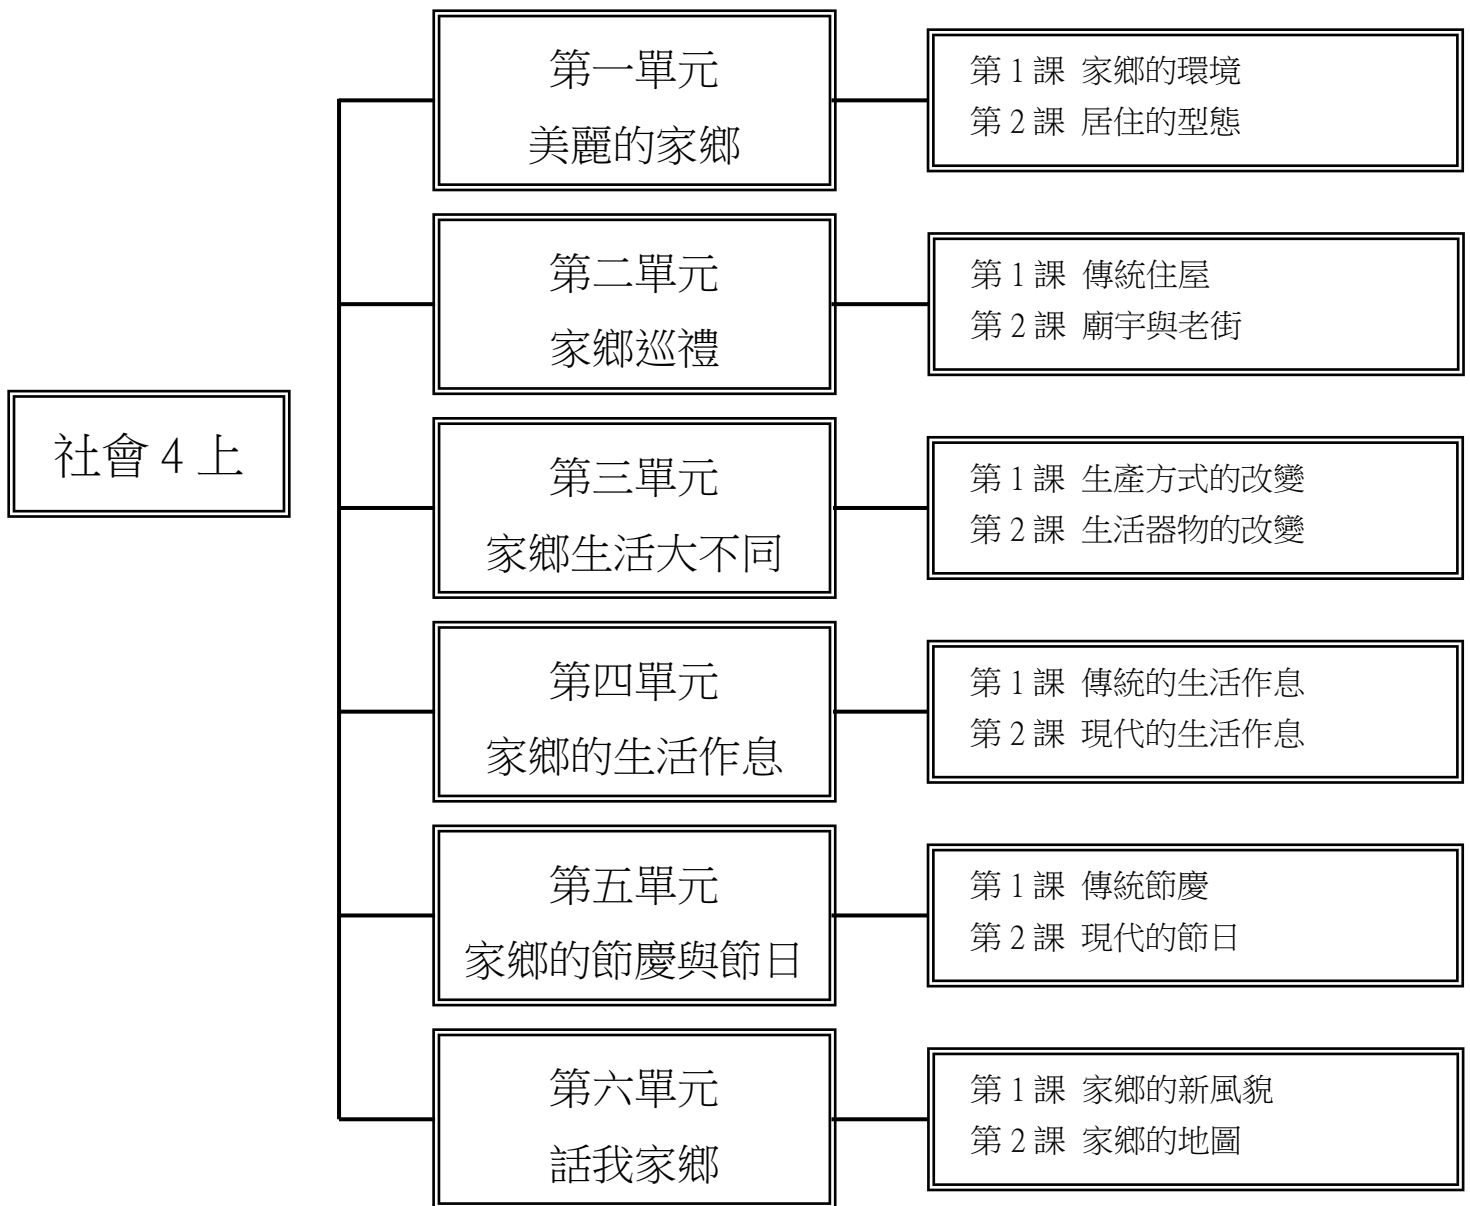 社會 4 上
第一單元
美麗的家鄉
第 1 課 家鄉的環境
第 2 課 居住的型態
第二單元
家鄉巡禮
第 1 課 傳統住屋
第 2 課 廟宇與老街
第三單元
家鄉生活大不同
第 1 課 生產方式的改變
第 2 課 生活器物的改變
第四單元
家鄉的生活作息
第 1 課 傳統的生活作息
第 2 課 現代的生活作息
第五單元
家鄉的節慶與節日
第 1 課 傳統節慶
第 2 課 現代的節日
第六單元
話我家鄉
第 1 課 家鄉的新風貌
第 2 課 家鄉的地圖